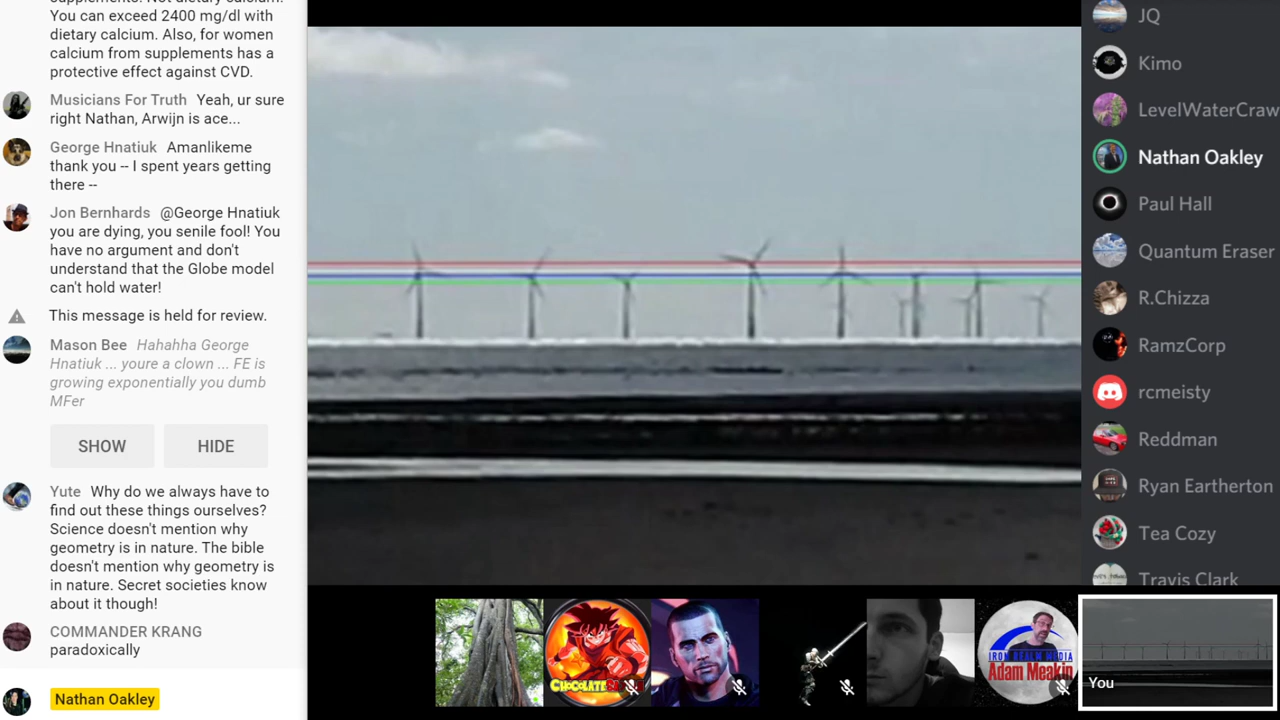 supplements. Not dietary calcium.
You can exceed 2400 mg/dl with
dietary calcium. Also, for women
calcium from supplements has a
protective effect against CVD.
Musicians For Truth Yeah, ur sure
right Nathan, Arwijn is ace...
George Hnatiuk Amanlikeme
thank you -- I spent years getting
there --
Jon Bernhards @George Hnatiuk
you are dying, you senile fool! You
have no argument and don't
understand that the Globe model
can't hold water!
This message is held for review.
Mason Bee Hahahha George
Hnatiuk ... youre a clown ... FE is
growing exponentially you dumb
MFer
SHOW HIDE
Yute Why do we always have to
find out these things ourselves?
Science doesn't mention why
geometry is in nature. The bible
doesn't mention why geometry is
in nature. Secret societies know
about it though!
COMMANDER KRANG
paradoxically
Nathan Oakley
JQ
Kimo
LevelWaterCraw
Nathan Oakley
Paul Hall
Quantum Eraser
R.Chizza
RamzCorp
rcmeisty
Reddman
Ryan Eartherton
Tea Cozy
Travis Clark
IRON REALM MEDIA
Adam Meakin
You